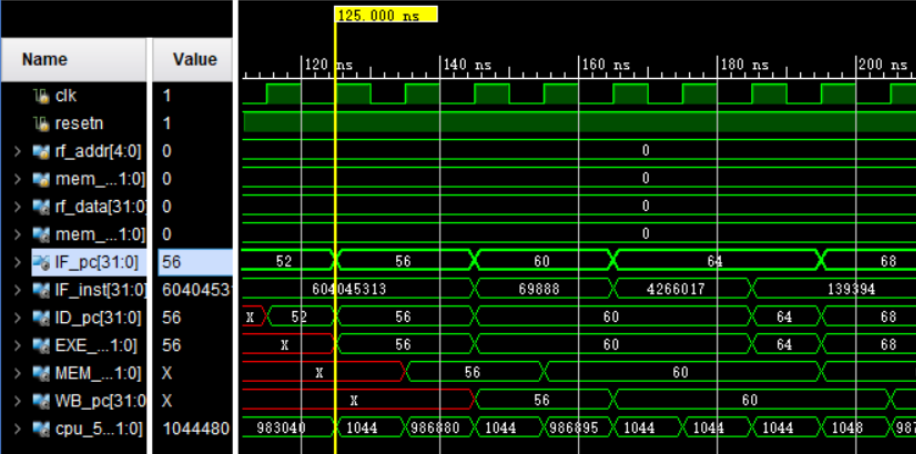 125.000 ns
Name Value
120 ns 140 ns 160 ns 180 ns 200 ns
clk 1
resetn 1
rf_addr[4:0] 0 0
mem_...1:0] 0 0
rf_data[31:0 0 0
mem_...1:0] 0 0
IF_pc[31:0] 56 52 56 60 64 68
IF_inst[31:0] 6040453 604045313 69888 4266017 139394
ID_pc[31:0] 56 X 52 56 60 64 68
EXE_...1:0] 56 X 56 60 64 68
MEM_...1:0] X X 56 60
WB_pc[31:0 X X 56 60
cpu_5...1:0] 1044480 983040 1044 986880 1044 986895 1044 1044 1044 1048 987